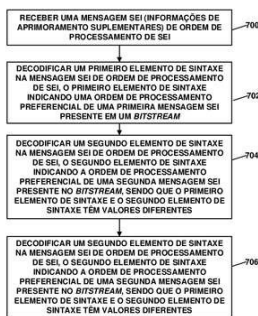 RECEBER UMA MENSAGEM SEI (INFORMAÇÕES DE
APRIMORAMENTO SUPLEMENTARES) DE ORDEM DE
PROCESSAMENTO DE SEI
700
DECODIFICAR UM PRIMEIRO ELEMENTO DE SINTAXE
NA MENSAGEM SEI DE ORDEM DE PROCESSAMENTO
DE SEI, O PRIMEIRO ELEMENTO DE SINTAXE
INDICANDO UMA ORDEM DE PROCESSAMENTO
PREFERENCIAL DE UMA PRIMEIRA MENSAGEM SEI
PRESENTE EM UM BITSTREAM
702
DECODIFICAR UM SEGUNDO ELEMENTO DE SINTAXE
NA MENSAGEM SEI DE ORDEM DE PROCESSAMENTO
DE SEI, O SEGUNDO ELEMENTO DE SINTAXE
INDICANDO A ORDEM DE PROCESSAMENTO
PREFERENCIAL DE UMA SEGUNDA MENSAGEM SEI
PRESENTE NO BITSTREAM, SENDO QUE O PRIMEIRO
ELEMENTO DE SINTAXE E O SEGUNDO ELEMENTO DE
SINTAXE TÊM VALORES DIFERENTES
704
DECODIFICAR UM SEGUNDO ELEMENTO DE SINTAXE
NA MENSAGEM SEI DE ORDEM DE PROCESSAMENTO
DE SEI, O SEGUNDO ELEMENTO DE SINTAXE
INDICANDO A ORDEM DE PROCESSAMENTO
PREFERENCIAL DE UMA SEGUNDA MENSAGEM SEI
PRESENTE NO BITSTREAM, SENDO QUE O PRIMEIRO
ELEMENTO DE SINTAXE E O SEGUNDO ELEMENTO DE
SINTAXE TÊM VALORES DIFERENTES
706